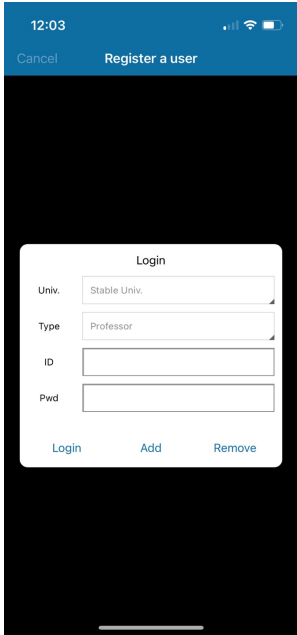 12:03
Cancel Register a user
Login
Univ. Stable Univ.
Type Professor
ID
Pwd
Login Add Remove